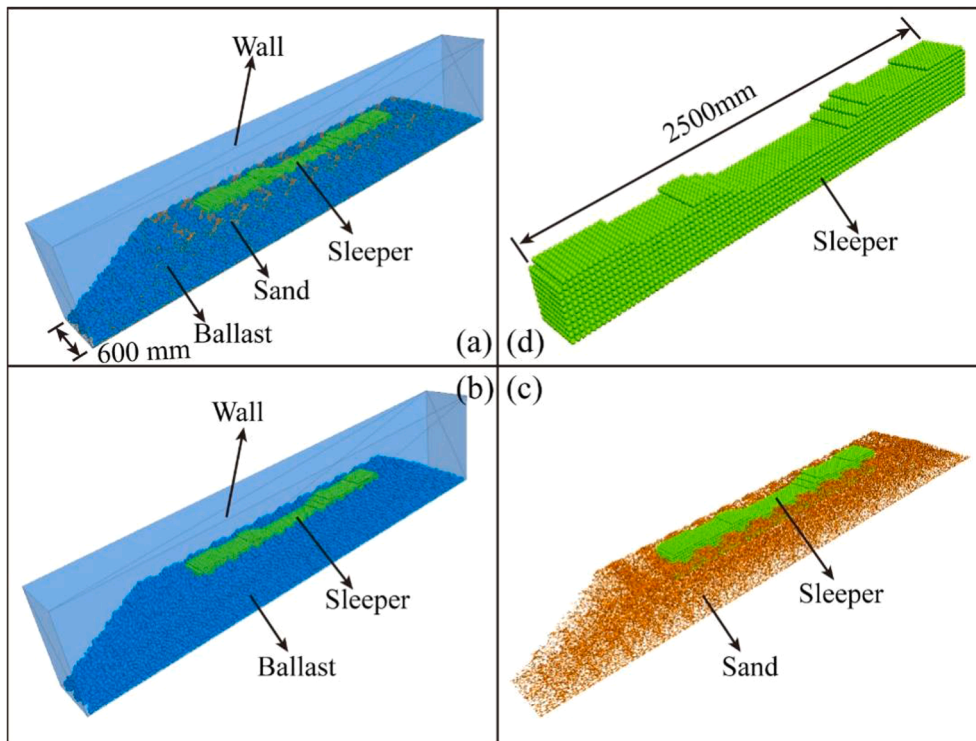 Wall
Sleeper
Sand
Ballast
600 mm
(a)
(d)
2500mm
Sleeper
(b)
(c)
Wall
Sleeper
Ballast
Sleeper
Sand